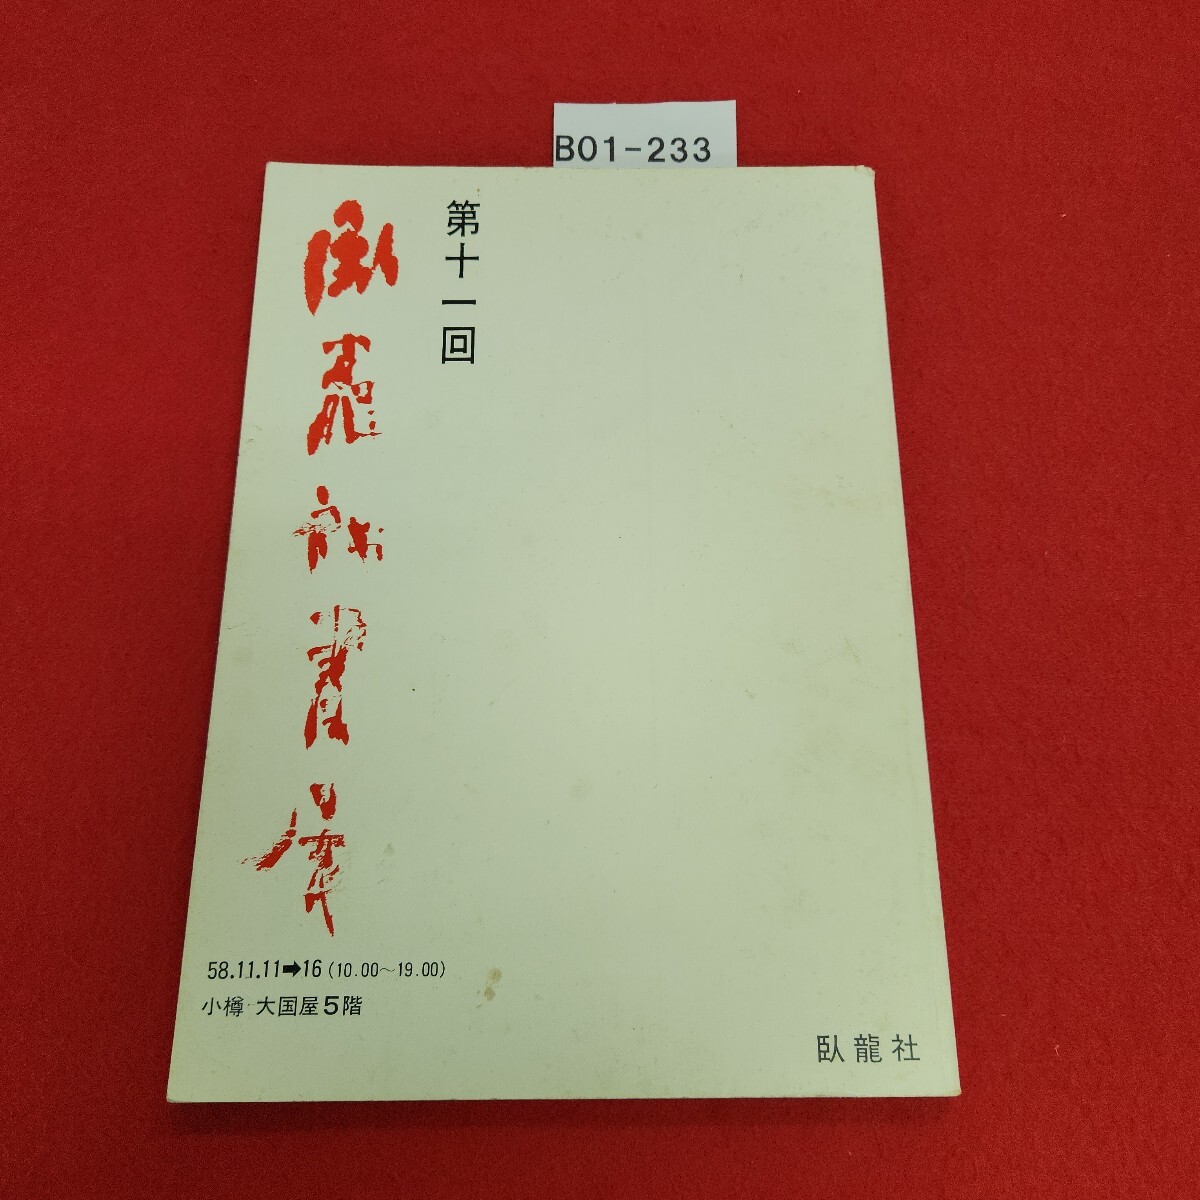 B01-233
第十一回
臥龍社書展
58.11.11➡16(10.00〜19.00)
小樽 大国屋5階
臥龍社